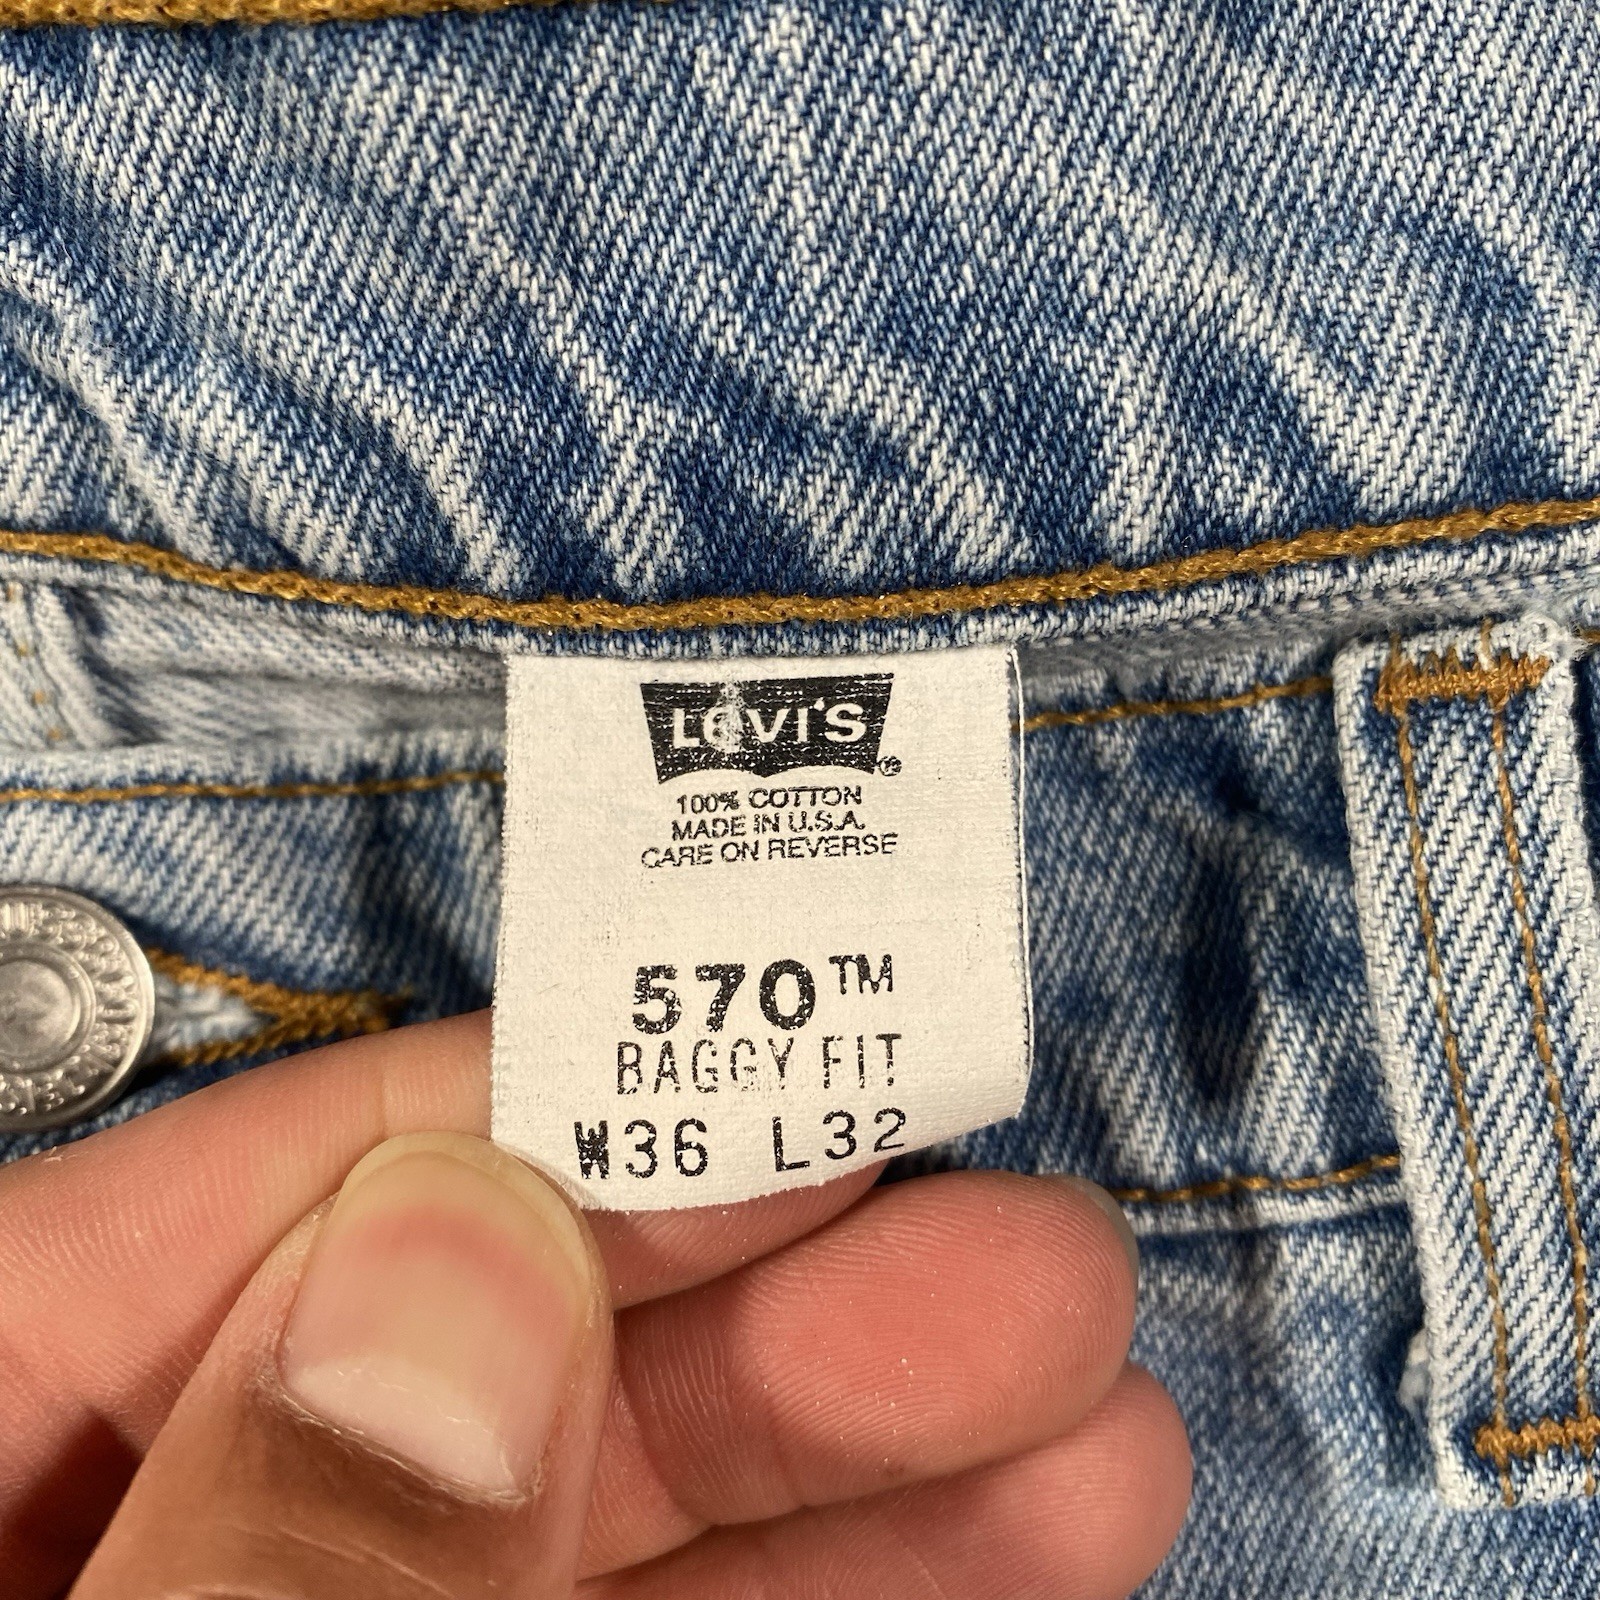 LEVI'S ®
100% COTTON
MADE IN U.S.A.
CARE ON REVERSE
570™
BAGGY FIT
W36 L32